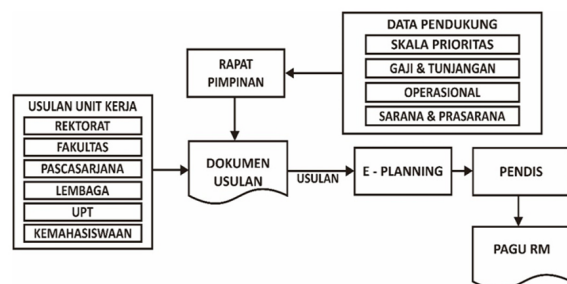 DATA PENDUKUNG
SKALA PRIORITAS
GAJI & TUNJANGAN
OPERASIONAL
SARANA & PRASARANA
RAPAT
PIMPINAN
USULAN UNIT KERJA
REKTORAT
FAKULTAS
PASCASARJANA
LEMBAGA
UPT
KEMAHASISWAAN
DOKUMEN
USULAN
USULAN
E - PLANNING
PENDIS
PAGU RM